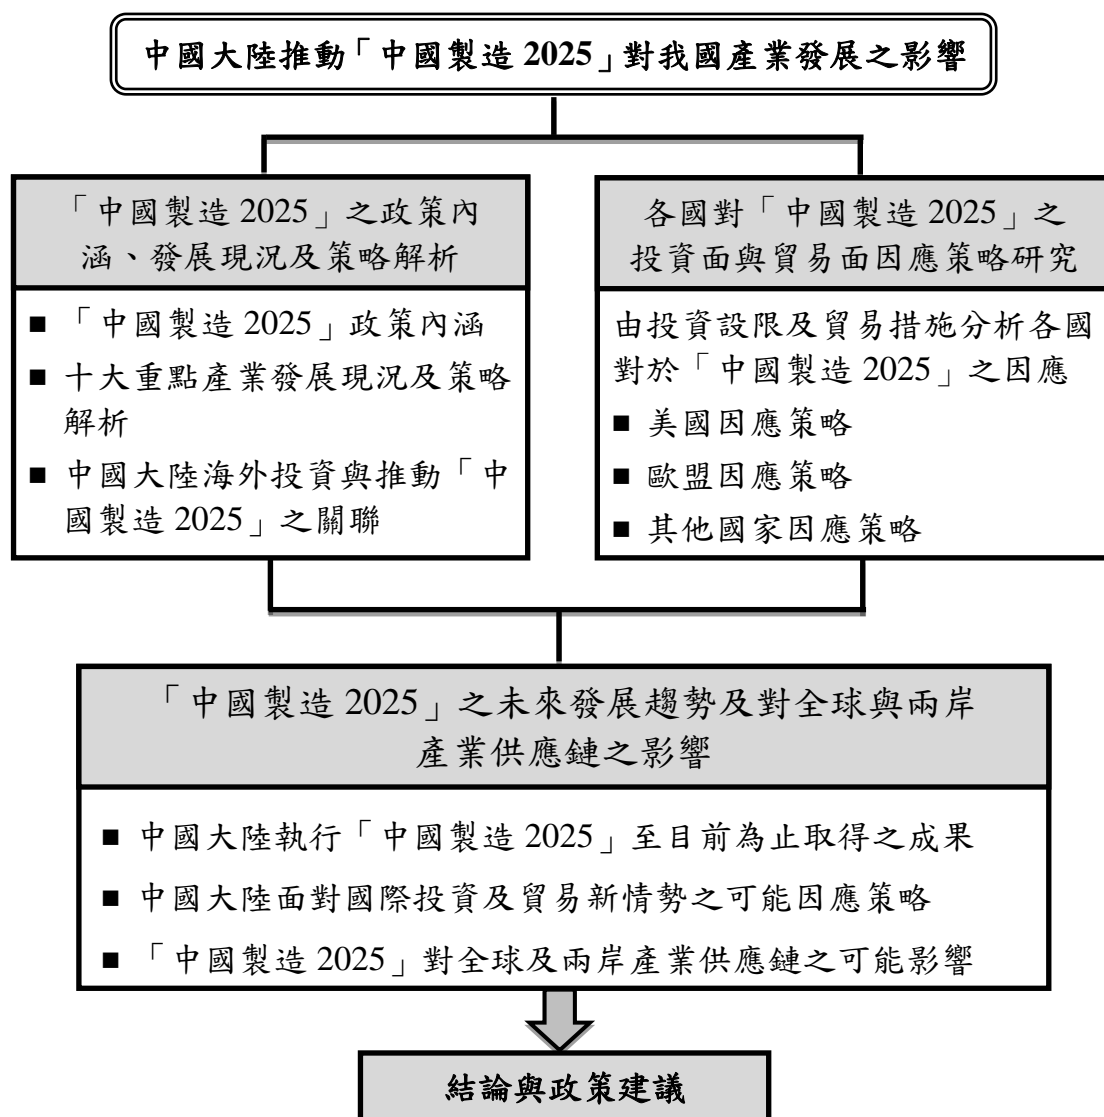 中國大陸推動「中國製造 2025」對我國產業發展之影響
「中國製造 2025」之政策內
涵、發展現況及策略解析
■ 「中國製造 2025」政策內涵
■ 十大重點產業發展現況及策略
解析
■ 中國大陸海外投資與推動「中
國製造 2025」之關聯
各國對「中國製造 2025」之
投資面與貿易面因應策略研究
由投資設限及貿易措施分析各國
對於「中國製造 2025」之因應
■ 美國因應策略
■ 歐盟因應策略
■ 其他國家因應策略
「中國製造 2025」之未來發展趨勢及對全球與兩岸
產業供應鏈之影響
■ 中國大陸執行「中國製造 2025」至目前為止取得之成果
■ 中國大陸面對國際投資及貿易新情勢之可能因應策略
■ 「中國製造 2025」對全球及兩岸產業供應鏈之可能影響
結論與政策建議